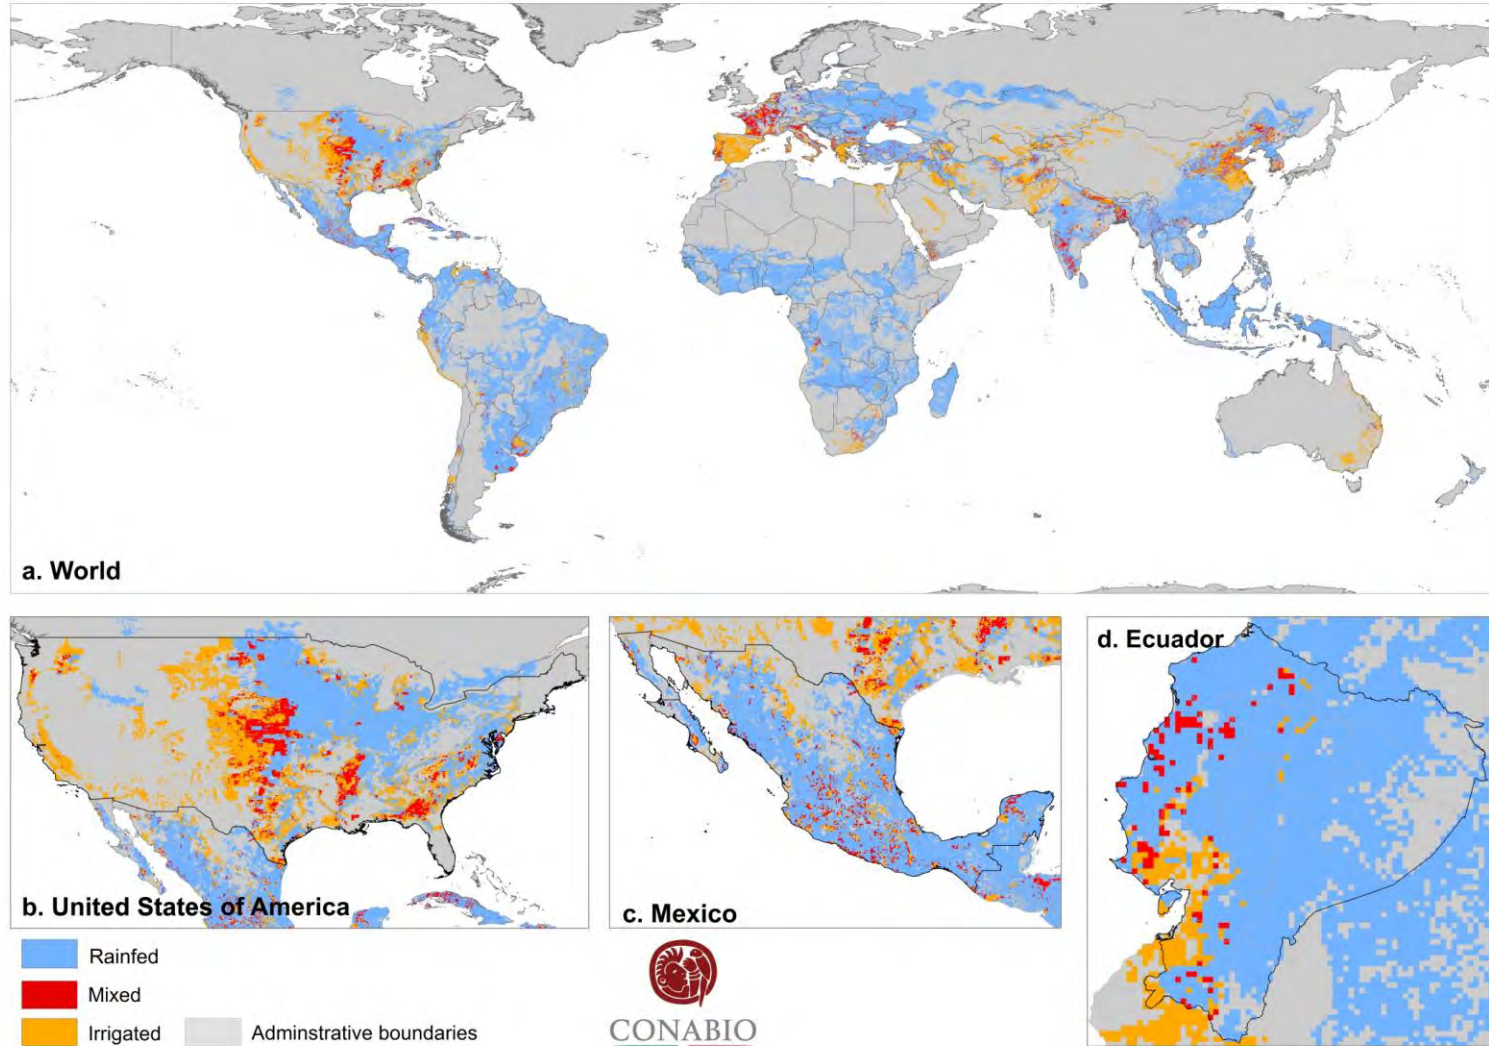 a. World
b. United States of America
c. Mexico
d. Ecuador
Rainfed
Mixed
Irrigated
Adminstrative boundaries
CONABIO